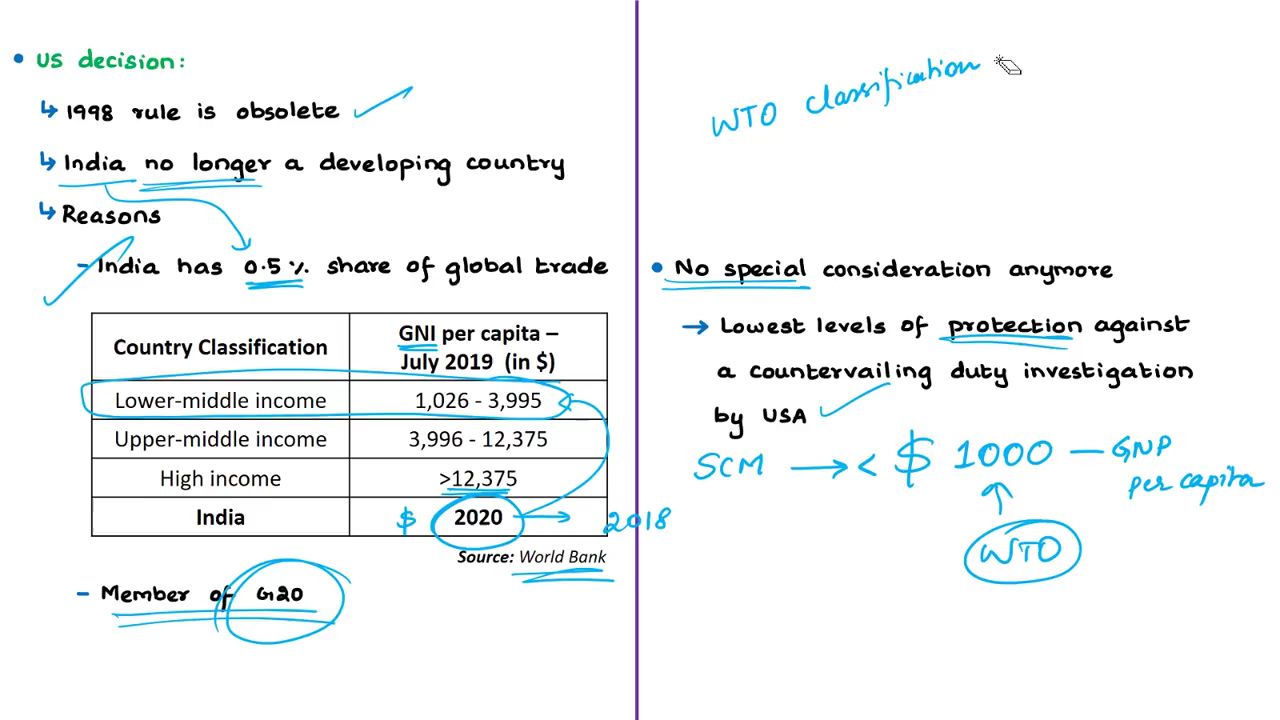 US decision:
1998 rule is obsolete
India no longer a developing country
Reasons
- India has 0.5% share of global trade
Country Classification
GNI per capita –
July 2019 (in $)
Lower-middle income 1,026 - 3,995
Upper-middle income 3,996 - 12,375
High income >12,375
India $ 2020 → 2018
Source: World Bank
- Member of G20
WTO classification
• No special consideration anymore
→ Lowest levels of protection against
a countervailing duty investigation
by USA
SCM → < $ 1000 — GNP
per capita
WTO